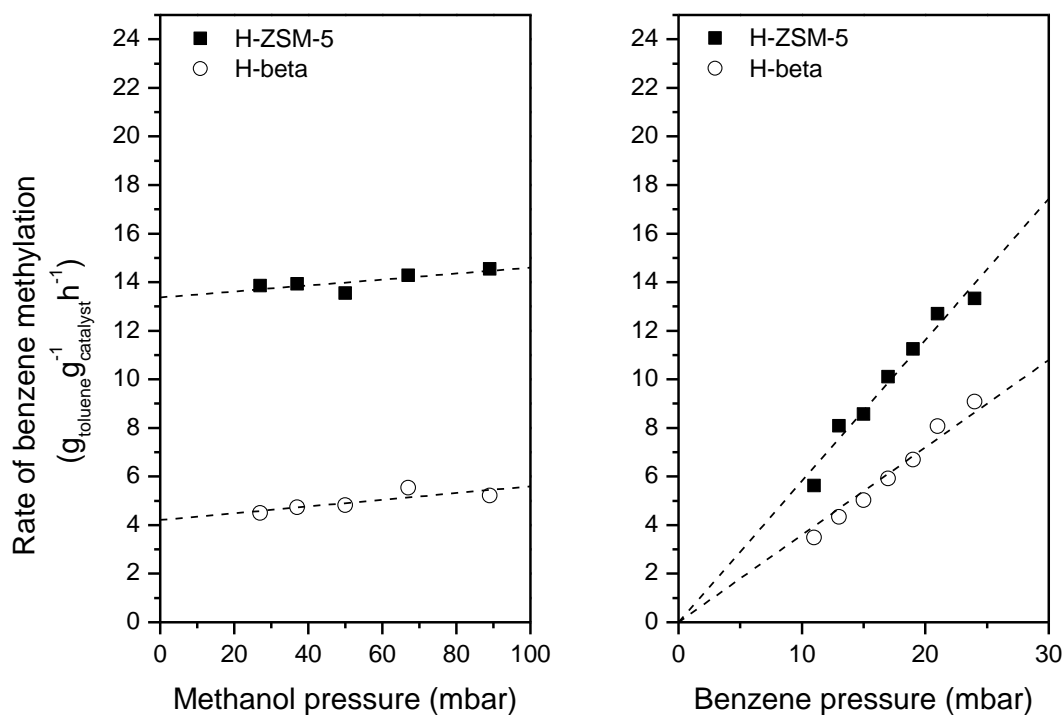 Rate of benzene methylation
(g_toluene g^-1_catalyst h^-1)
24
22
20
18
16
14
12
10
8
6
4
2
0
H-ZSM-5
H-beta
0 20 40 60 80 100
Methanol pressure (mbar)
24
22
20
18
16
14
12
10
8
6
4
2
0
H-ZSM-5
H-beta
0 10 20 30
Benzene pressure (mbar)